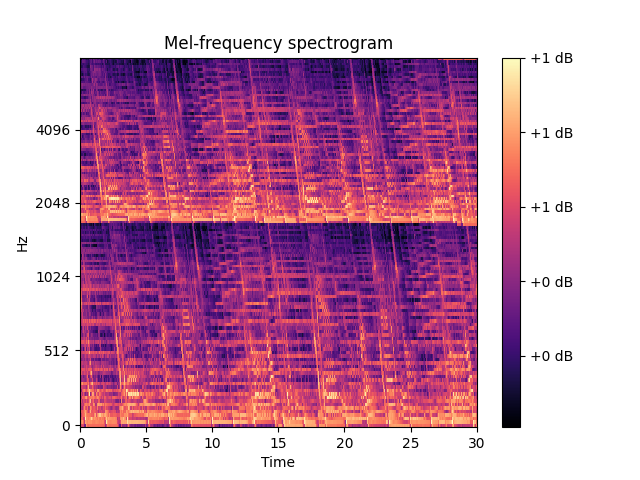 Mel-frequency spectrogram
Hz
4096
2048
1024
512
0
0 5 10 15 20 25 30
Time
+1 dB
+1 dB
+1 dB
+0 dB
+0 dB